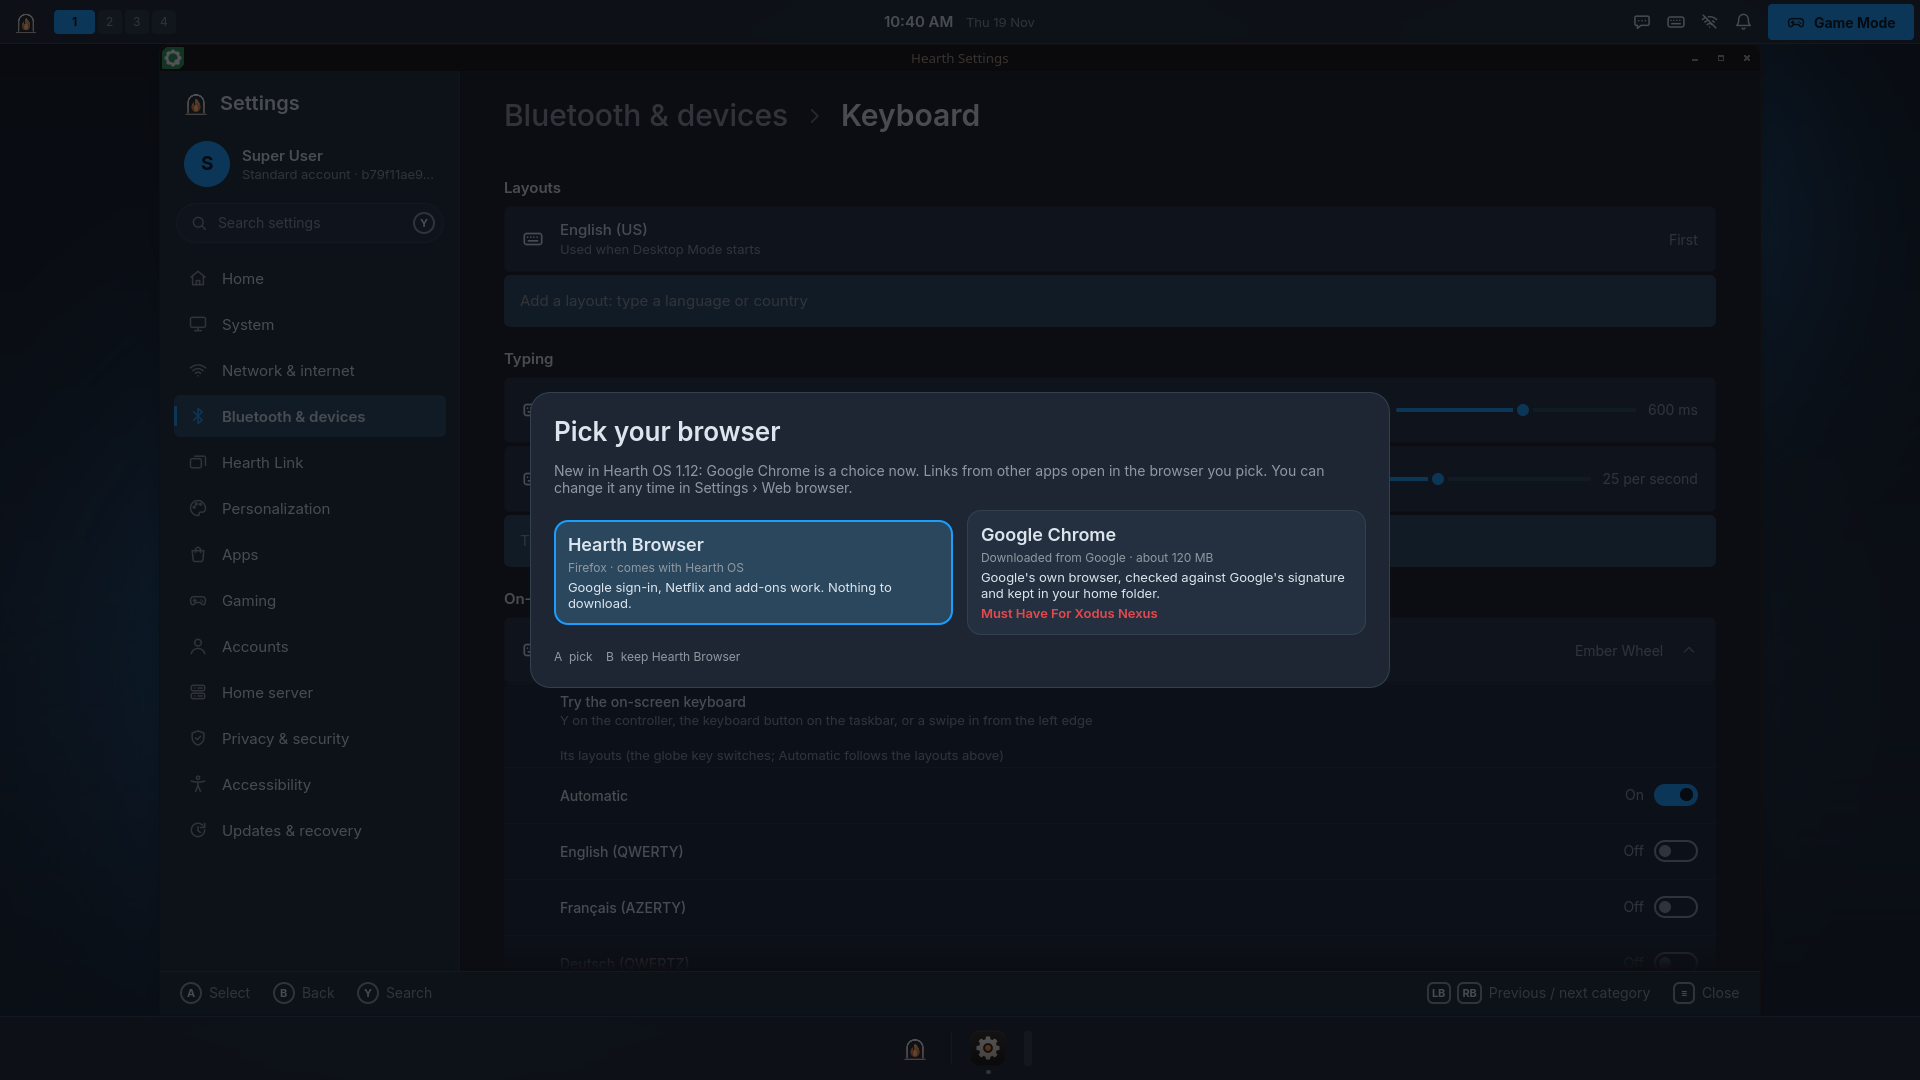 1 2 3 4
10:40 AM Thu 19 Nov
Game Mode
Hearth Settings
Settings
S
Super User
Standard account · b79f11ae9...
Search settings Y
Home
System
Network & internet
Bluetooth & devices
Hearth Link
Personalization
Apps
Gaming
Accounts
Home server
Privacy & security
Accessibility
Updates & recovery
Bluetooth & devices › Keyboard
Layouts
English (US)
Used when Desktop Mode starts
First
Add a layout: type a language or country
Typing
600 ms
25 per second
T
On-
Ember Wheel
Pick your browser
New in Hearth OS 1.12: Google Chrome is a choice now. Links from other apps open in the browser you pick. You can
change it any time in Settings › Web browser.
Hearth Browser
Firefox · comes with Hearth OS
Google sign-in, Netflix and add-ons work. Nothing to
download.
Google Chrome
Downloaded from Google · about 120 MB
Google's own browser, checked against Google's signature
and kept in your home folder.
Must Have For Xodus Nexus
A pick B keep Hearth Browser
Try the on-screen keyboard
Y on the controller, the keyboard button on the taskbar, or a swipe in from the left edge
Its layouts (the globe key switches; Automatic follows the layouts above)
Automatic
On
English (QWERTY)
Off
Français (AZERTY)
Off
Deutsch (QWERTZ)
Off
A Select B Back Y Search
LB RB Previous / next category ≡ Close